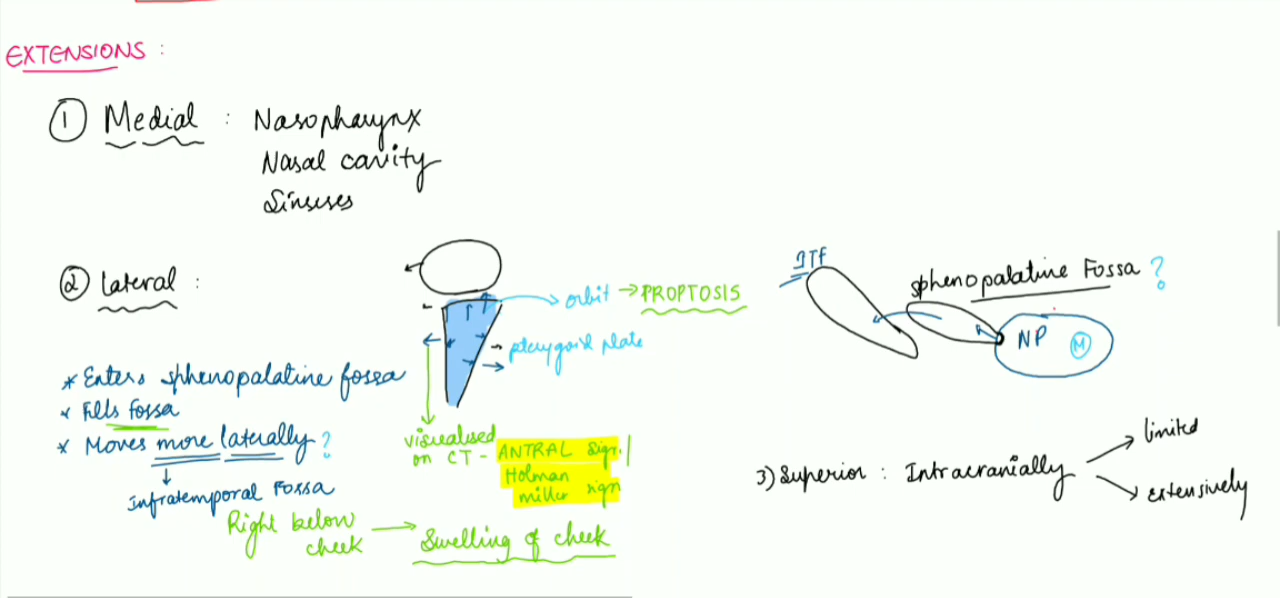 EXTENSIONS :
① Medial : Nasopharynx
Nasal cavity
Sinuses
② Lateral :
orbit → PROPTOSIS
pterygoid plate
* Enters sphenopalatine fossa
* Fills fossa
* Moves more laterally ?
↓
Infratemporal Fossa
Right below cheek → Swelling of cheek
visualised
on CT - ANTRAL sign /
Holman
miller sign
ITF
sphenopalatine Fossa ?
NP M
3) Superior : Intracranially
limited
extensively